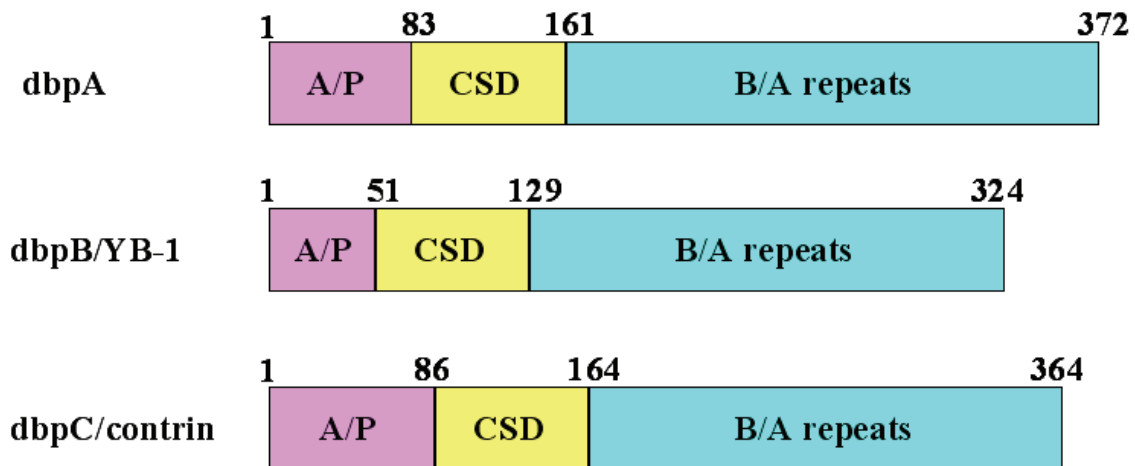 1 83 161 372
dbpA A/P CSD B/A repeats
1 51 129 324
dbpB/YB-1 A/P CSD B/A repeats
1 86 164 364
dbpC/contrin A/P CSD B/A repeats